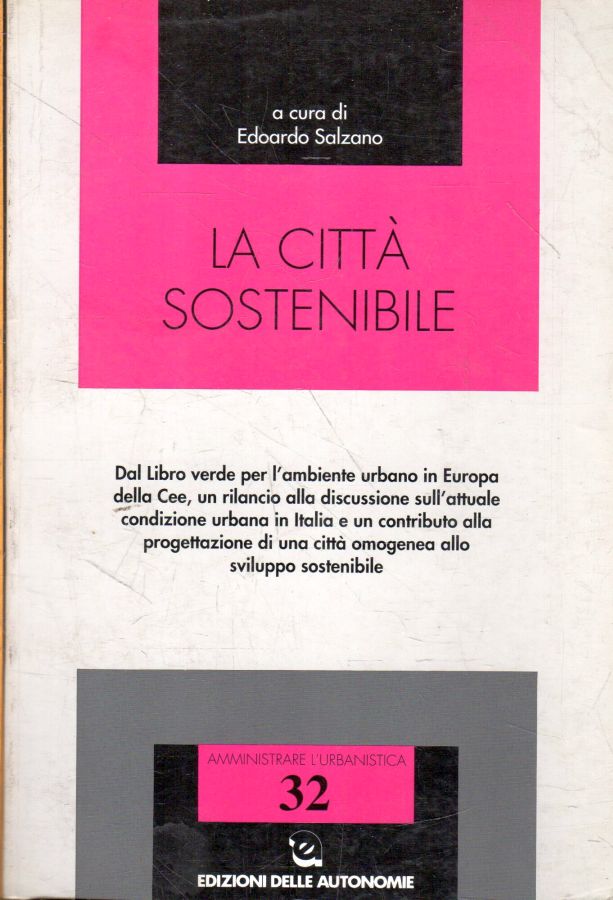 a cura di
Edoardo Salzano
LA CITTÀ
SOSTENIBILE
Dal Libro verde per l'ambiente urbano in Europa
della Cee, un rilancio alla discussione sull'attuale
condizione urbana in Italia e un contributo alla
progettazione di una città omogenea allo
sviluppo sostenibile
AMMINISTRARE L'URBANISTICA
32
EDIZIONI DELLE AUTONOMIE